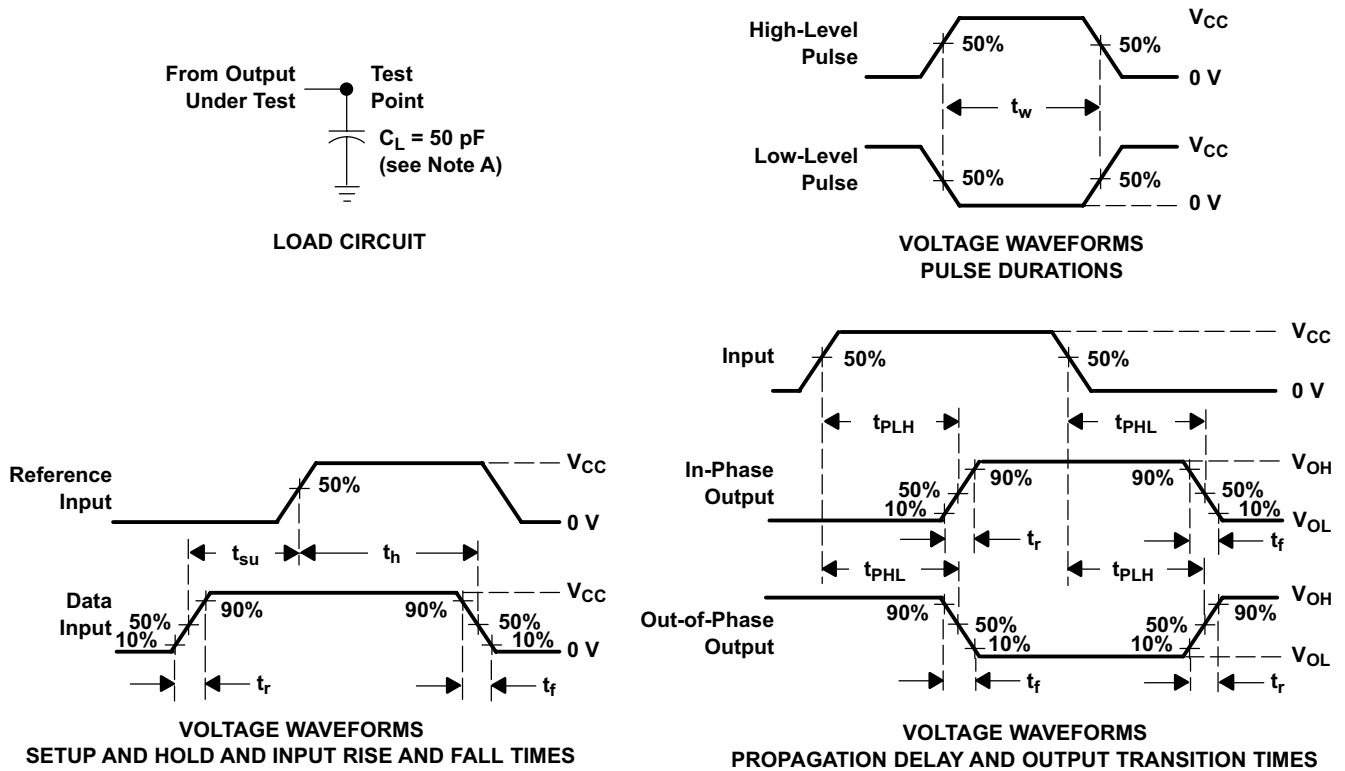 From Output
Under Test
Test
Point
C_L = 50 pF
(see Note A)
LOAD CIRCUIT
High-Level
Pulse
50%
50%
V_CC
0 V
t_w
Low-Level
Pulse
50%
50%
V_CC
0 V
VOLTAGE WAVEFORMS
PULSE DURATIONS
Reference
Input
50%
V_CC
0 V
t_su
t_h
Data
Input
50%
10%
90%
90%
50%
10%
V_CC
0 V
t_r
t_f
VOLTAGE WAVEFORMS
SETUP AND HOLD AND INPUT RISE AND FALL TIMES
Input
50%
50%
V_CC
0 V
t_PLH
t_PHL
In-Phase
Output
50%
10%
90%
90%
50%
10%
V_OH
V_OL
t_r
t_f
t_PHL
t_PLH
Out-of-Phase
Output
90%
50%
10%
50%
10%
90%
V_OH
V_OL
t_f
t_r
VOLTAGE WAVEFORMS
PROPAGATION DELAY AND OUTPUT TRANSITION TIMES